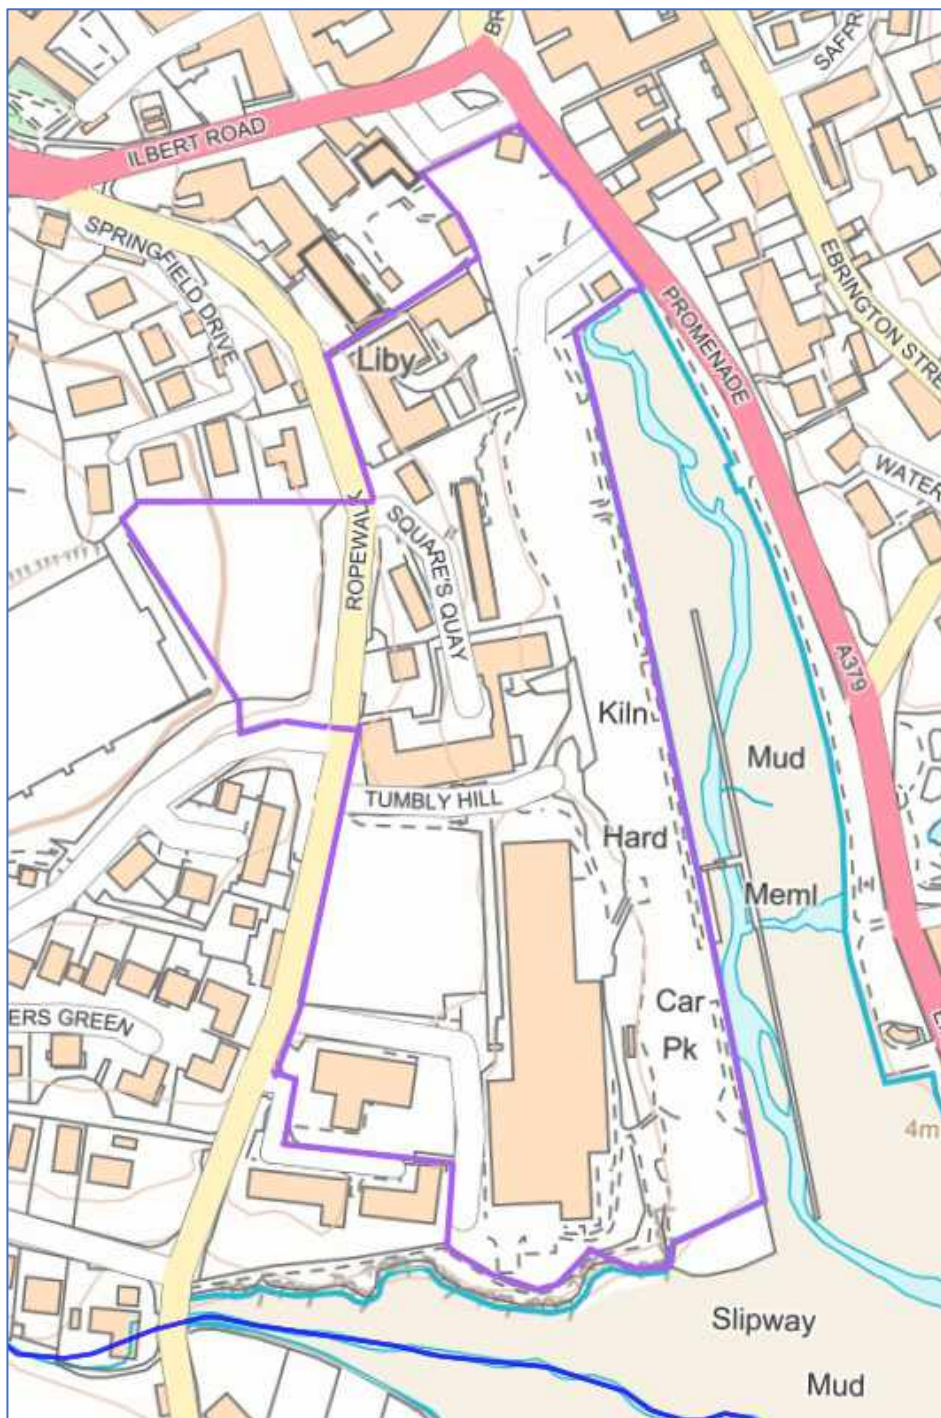 BR
SAFFR
ILBERT ROAD
SPRINGFIELD DRIVE
PROMENADE
EBRINGTON STRE
Liby
WATER
ROPEWALK
SQUARE'S QUAY
A379
Kiln
Mud
TUMBLY HILL
Hard
Meml
Car
Pk
ERS GREEN
4m
Slipway
Mud